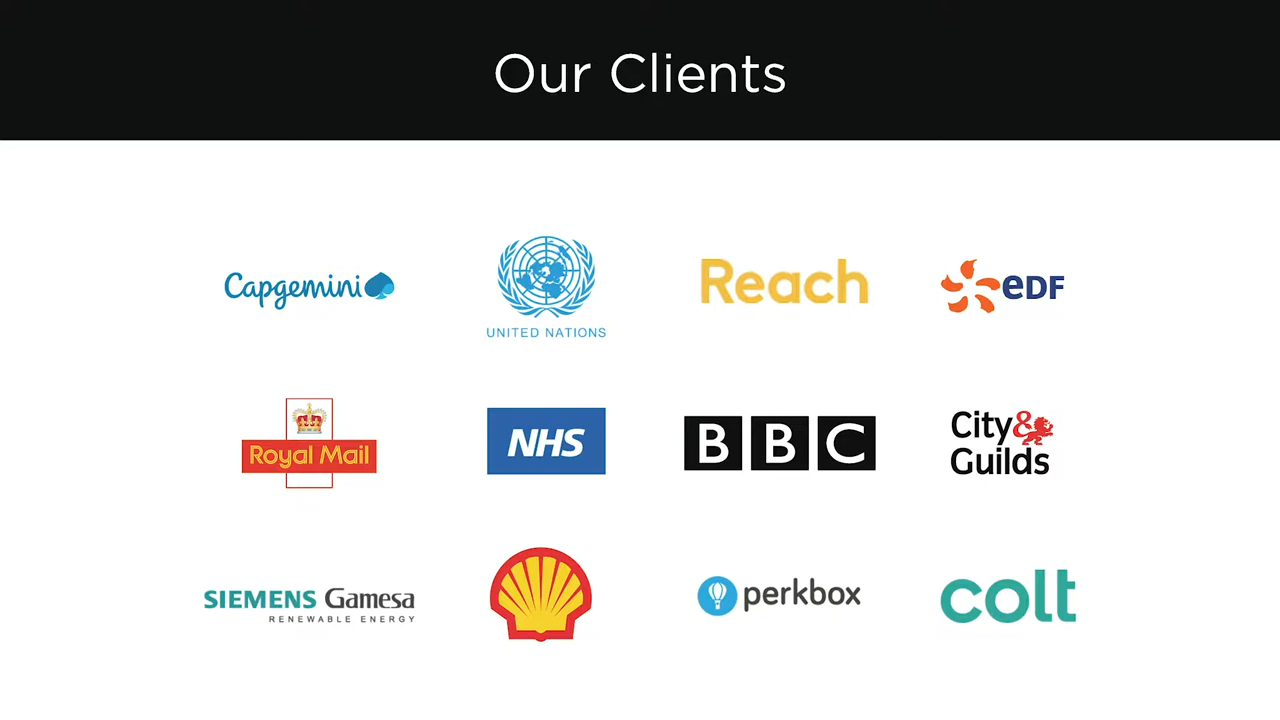 Our Clients
Capgemini
UNITED NATIONS
Reach
eDF
Royal Mail
NHS
BBC
City&
Guilds
SIEMENS Gamesa
RENEWABLE ENERGY
perkbox
colt